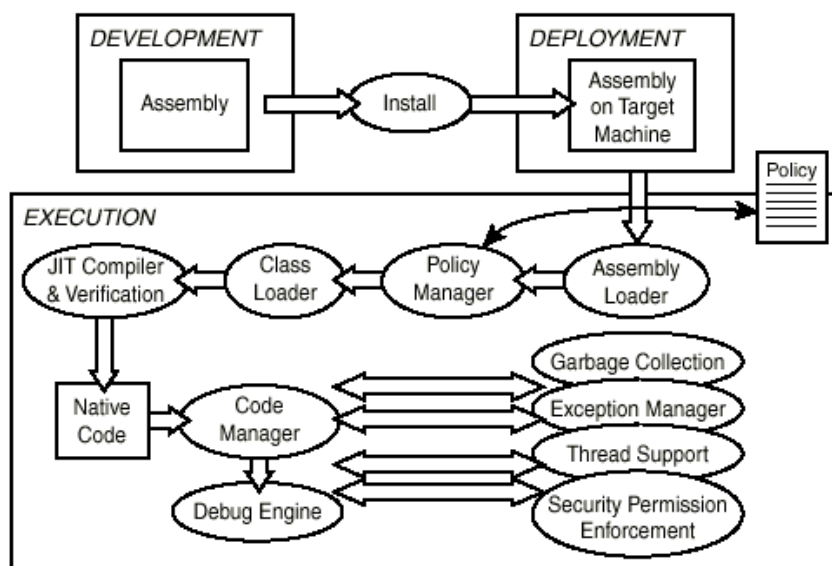 DEVELOPMENT
Assembly
Install
DEPLOYMENT
Assembly
on Target
Machine
Policy
EXECUTION
JIT Compiler
& Verification
Class
Loader
Policy
Manager
Assembly
Loader
Native
Code
Code
Manager
Debug Engine
Garbage Collection
Exception Manager
Thread Support
Security Permission
Enforcement